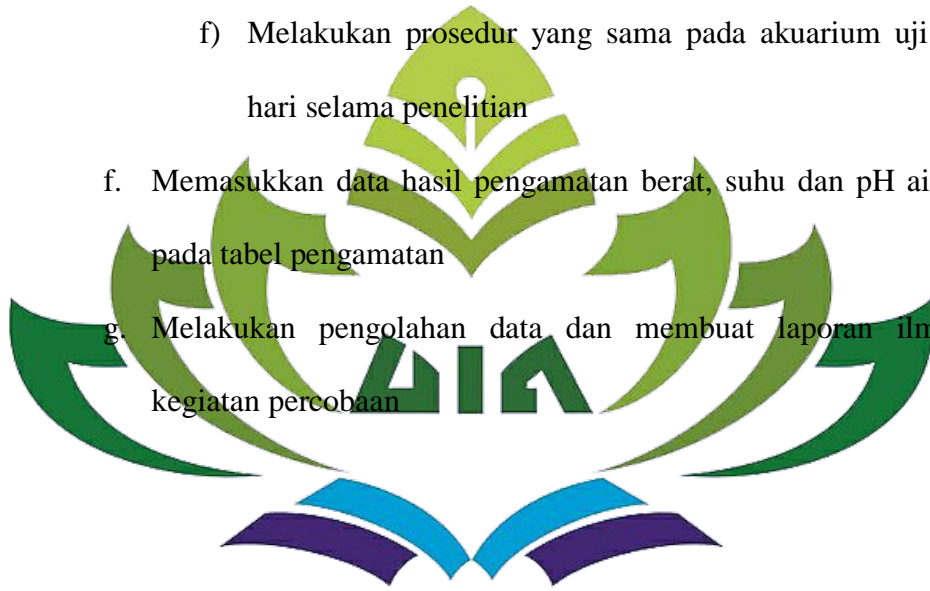 f) Melakukan prosedur yang sama pada akuarium uji
hari selama penelitian
f. Memasukkan data hasil pengamatan berat, suhu dan pH ai
pada tabel pengamatan
g. Melakukan pengolahan data dan membuat laporan ilm
kegiatan percobaan
UIN